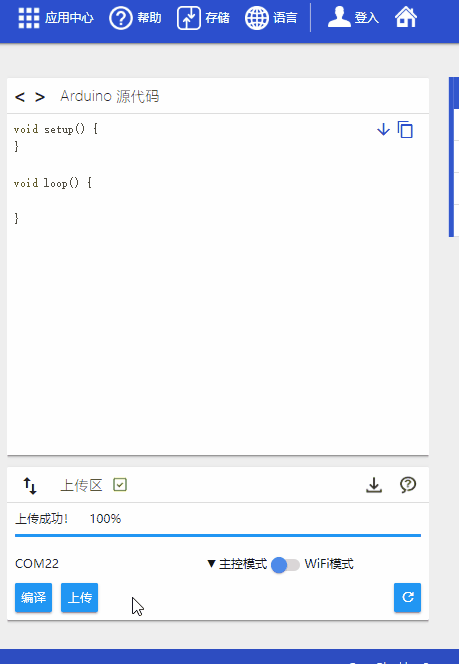 应用中心 帮助 存储 语言 登入
< > Arduino 源代码
void setup() {
}
void loop() {
}
上传区
上传成功! 100%
COM22 ▼ 主控模式 WiFi模式
编译 上传